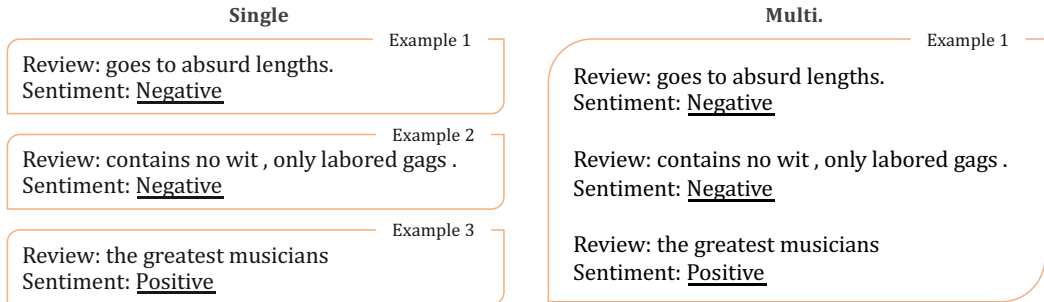 Single
Example 1
Review: goes to absurd lengths.
Sentiment: Negative
Example 2
Review: contains no wit , only labored gags .
Sentiment: Negative
Example 3
Review: the greatest musicians
Sentiment: Positive
Multi.
Example 1
Review: goes to absurd lengths.
Sentiment: Negative
Review: contains no wit , only labored gags .
Sentiment: Negative
Review: the greatest musicians
Sentiment: Positive